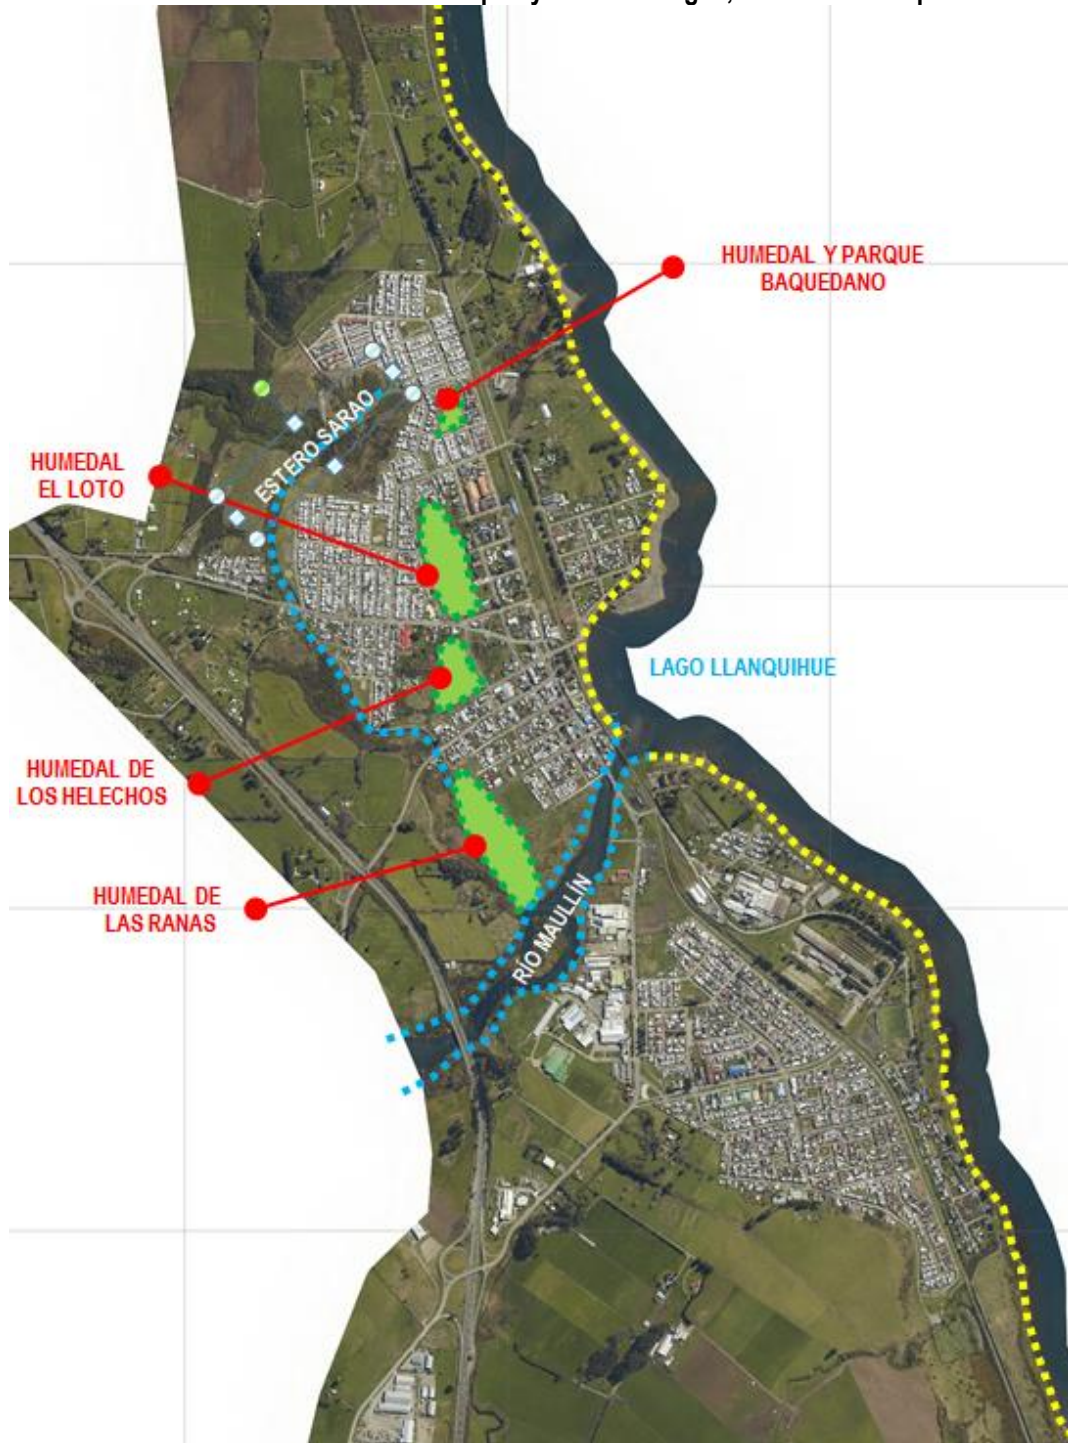 HUMEDAL Y PARQUE
BAQUEDANO
ESTERO SARAO
HUMEDAL
EL LOTO
LAGO LLANQUIHUE
HUMEDAL DE
LOS HELECHOS
HUMEDAL DE
LAS RANAS
RÍO MAULLÍN